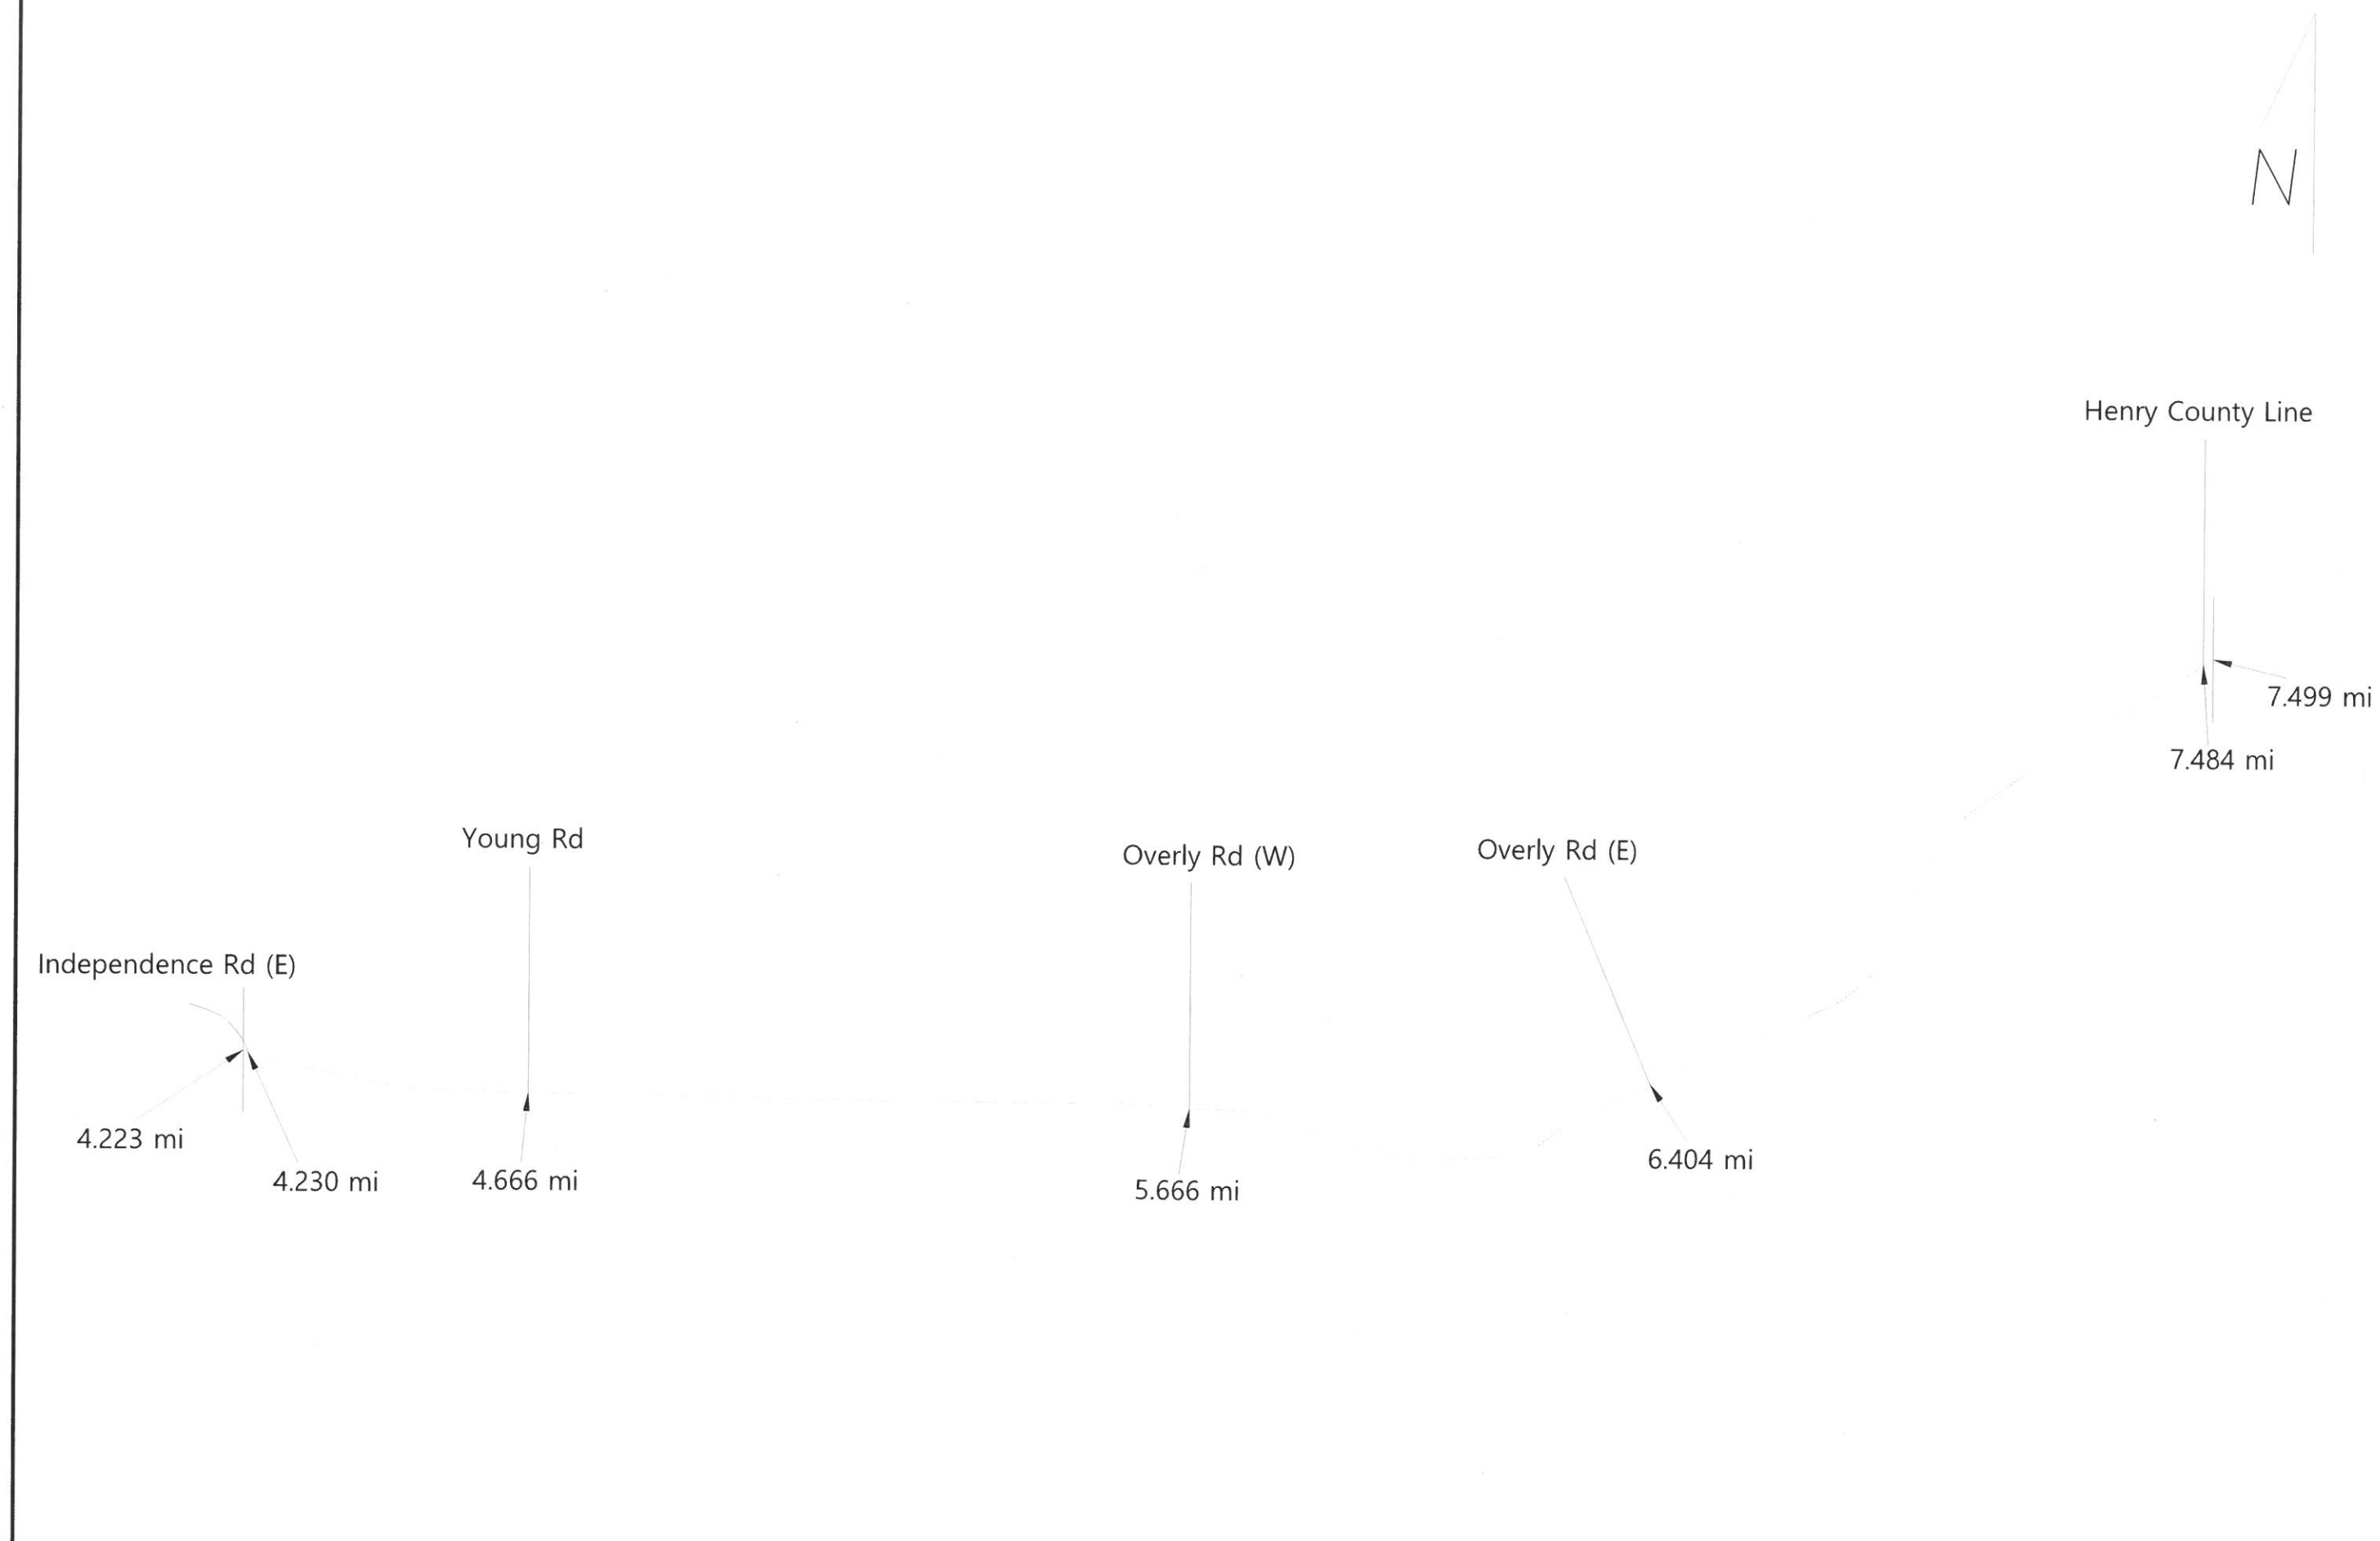 N
Henry County Line
7.499 mi
7.484 mi
Young Rd
Overly Rd (W)
Overly Rd (E)
Independence Rd (E)
4.223 mi
4.230 mi
4.666 mi
5.666 mi
6.404 mi